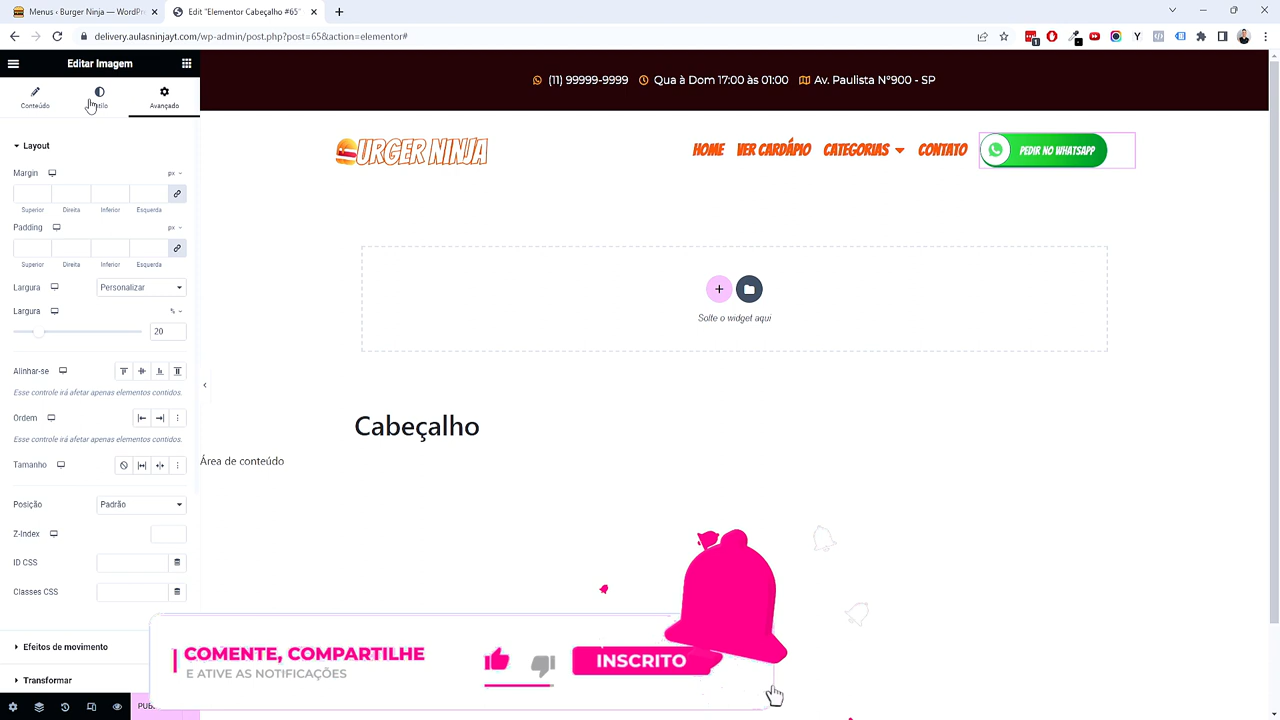 Menus ‹ Burger Ninja — WordPr
Edit "Elementor Cabeçalho #65"
delivery.aulasninjayt.com/wp-admin/post.php?post=65&action=elementor#
Editar Imagem
Conteúdo
Avançado
Layout
Margin
px
Superior Direita Inferior Esquerda
Padding
px
Superior Direita Inferior Esquerda
Largura
Personalizar
Largura
%
20
Alinhar-se
Esse controle irá afetar apenas elementos contidos.
Ordem
Esse controle irá afetar apenas elementos contidos.
Tamanho
Posição
Padrão
Z-Index
ID CSS
Classes CSS
Efeitos de movimento
Transformar
(11) 99999-9999 Qua à Dom 17:00 às 01:00 Av. Paulista N°900 - SP
URGER NINJA
HOME VER CARDÁPIO CATEGORIAS CONTATO
PEDIR NO WHATSAPP
Solte o widget aqui
Cabeçalho
Área de conteúdo
COMENTE, COMPARTILHE
E ATIVE AS NOTIFICAÇÕES
INSCRITO